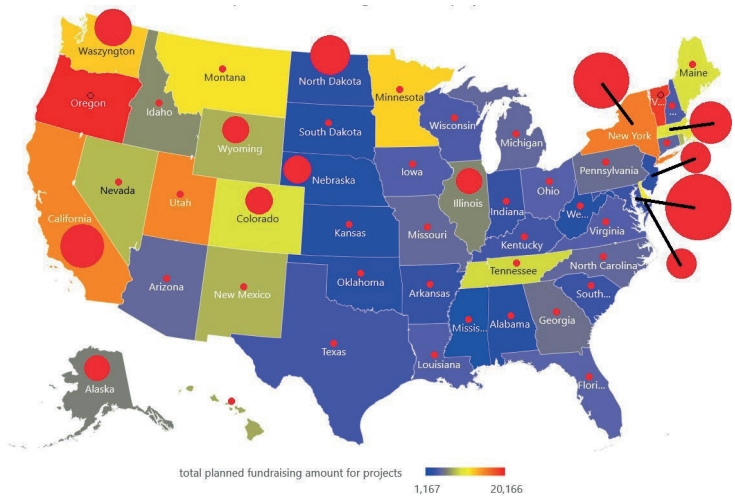 Waszyngton
Montana
North Dakota
Minnesota
Maine
Oregon
Idaho
V...
...
South Dakota
Wisconsin
New York
Michigan
Wyoming
Nebraska
Iowa
Pennsylvania
Nevada
Utah
Colorado
Illinois
Indiana
Ohio
California
Kansas
Missouri
We...
Virginia
Kentucky
Arizona
New Mexico
Oklahoma
Arkansas
Tennessee
North Carolina
South...
Texas
Missis...
Alabama
Georgia
Louisiana
Flori...
Alaska
total planned fundraising amount for projects
1,167
20,166